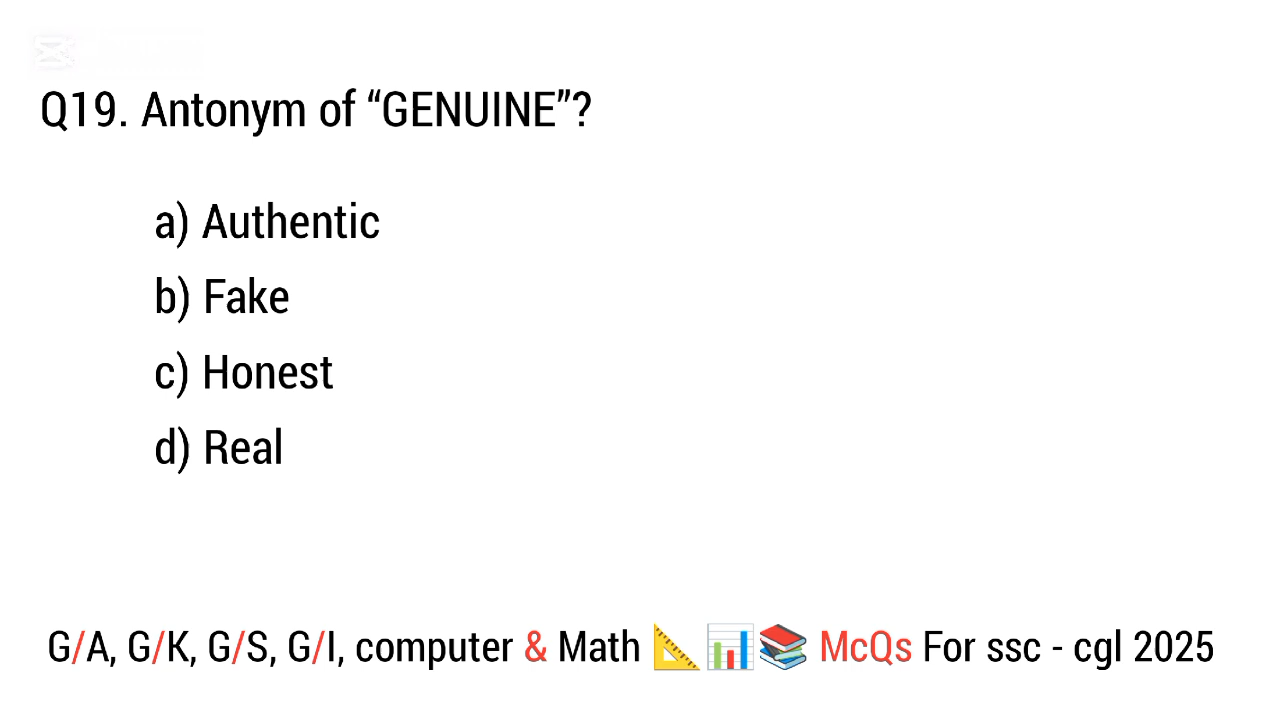 Q19. Antonym of “GENUINE”?
a) Authentic
b) Fake
c) Honest
d) Real
G/A, G/K, G/S, G/I, computer & Math 📐📊📚 McQs For ssc - cgl 2025